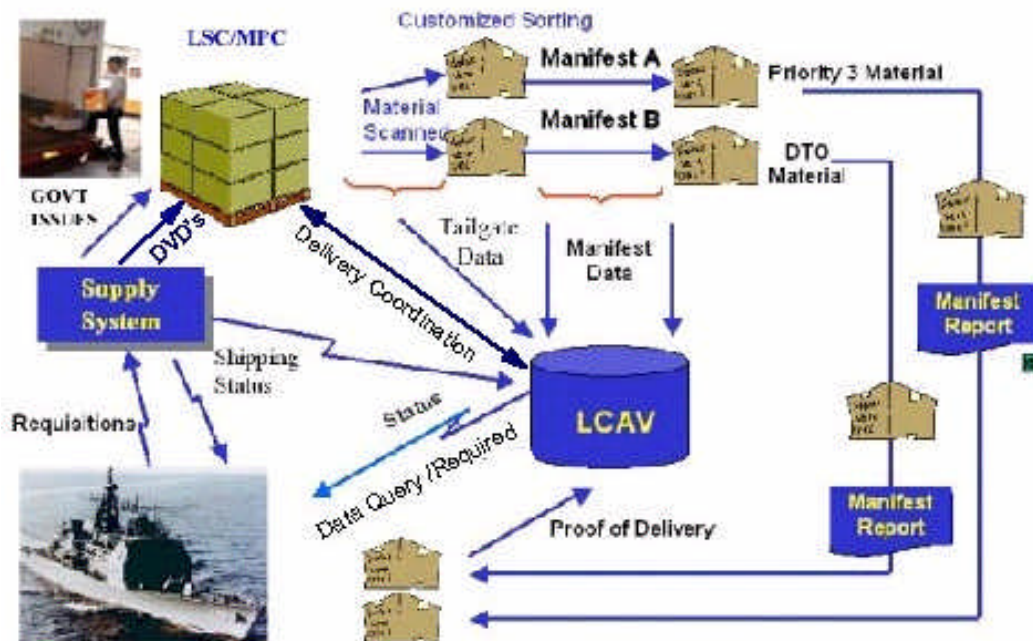 Customized Sorting
LSC/MPC
Manifest A
Priority 3 Material
Material
Scanned
Manifest B
DTO
Material
GOVT
ISSUES
DVD's
Delivery Coordination
Tailgate
Data
Manifest
Data
Supply
System
Manifest
Report
Shipping
Status
LCAV
Requisitions
Status
Data Query / Required
Manifest
Report
Proof of Delivery